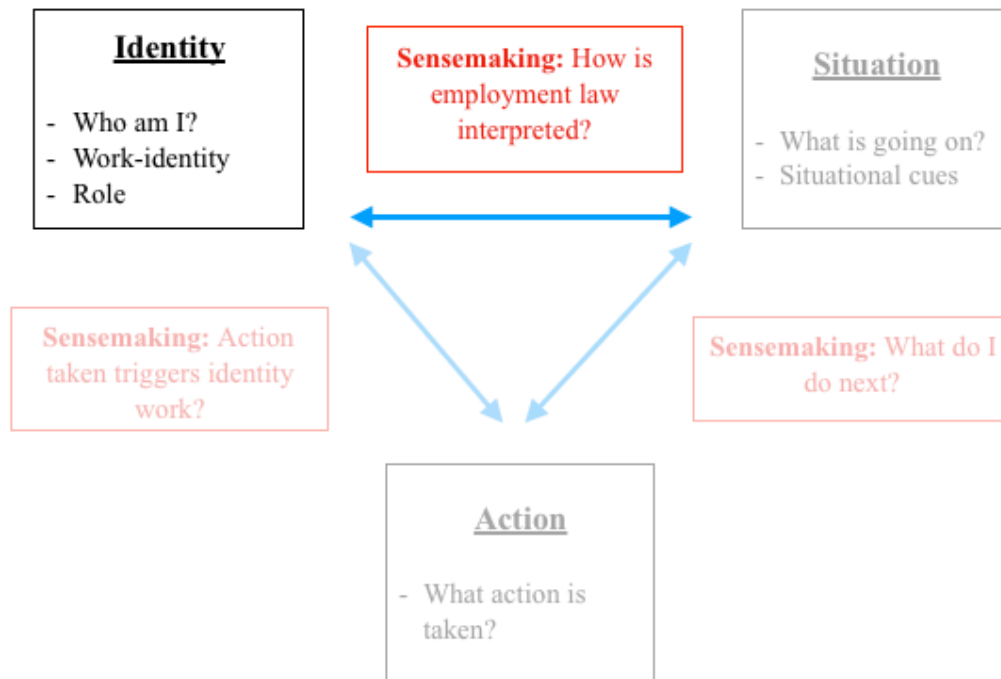 Identity
- Who am I?
- Work-identity
- Role
Sensemaking: How is
employment law
interpreted?
Situation
- What is going on?
- Situational cues
Sensemaking: Action
taken triggers identity
work?
Sensemaking: What do I
do next?
Action
- What action is
taken?